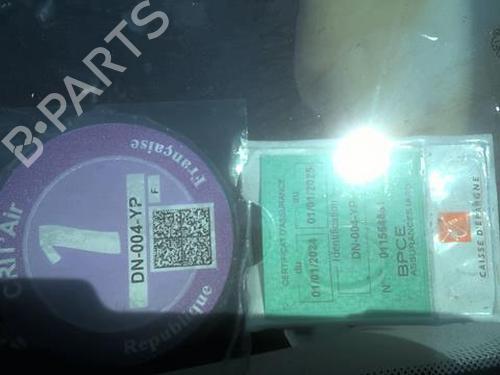 B·PARTS
CRIT'Air
1
DN-004-YP
F
République
Française
CERTIFICAT D'ASSURANCE
du
au
01/01/2024
01/01/2025
Identification
DN-004-YP
N°
BPCE
ASSURANCES IARD
CAISSE D'EPARGNE